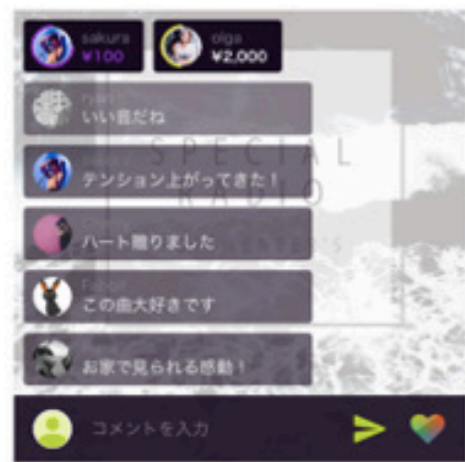 sakura
¥100
olga
¥2,000
いい音だね
SPECIAL
RADIO
テンション上がってきた！
ハート贈りました
この曲大好きです
お家で見られる感動！
コメントを入力